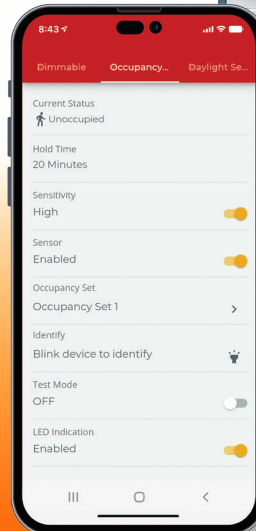 8:43
Dimmable Occupancy... Daylight Se...
Current Status
Unoccupied
Hold Time
20 Minutes
Sensitivity
High
Sensor
Enabled
Occupancy Set
Occupancy Set 1
Identify
Blink device to identify
Test Mode
OFF
LED Indication
Enabled